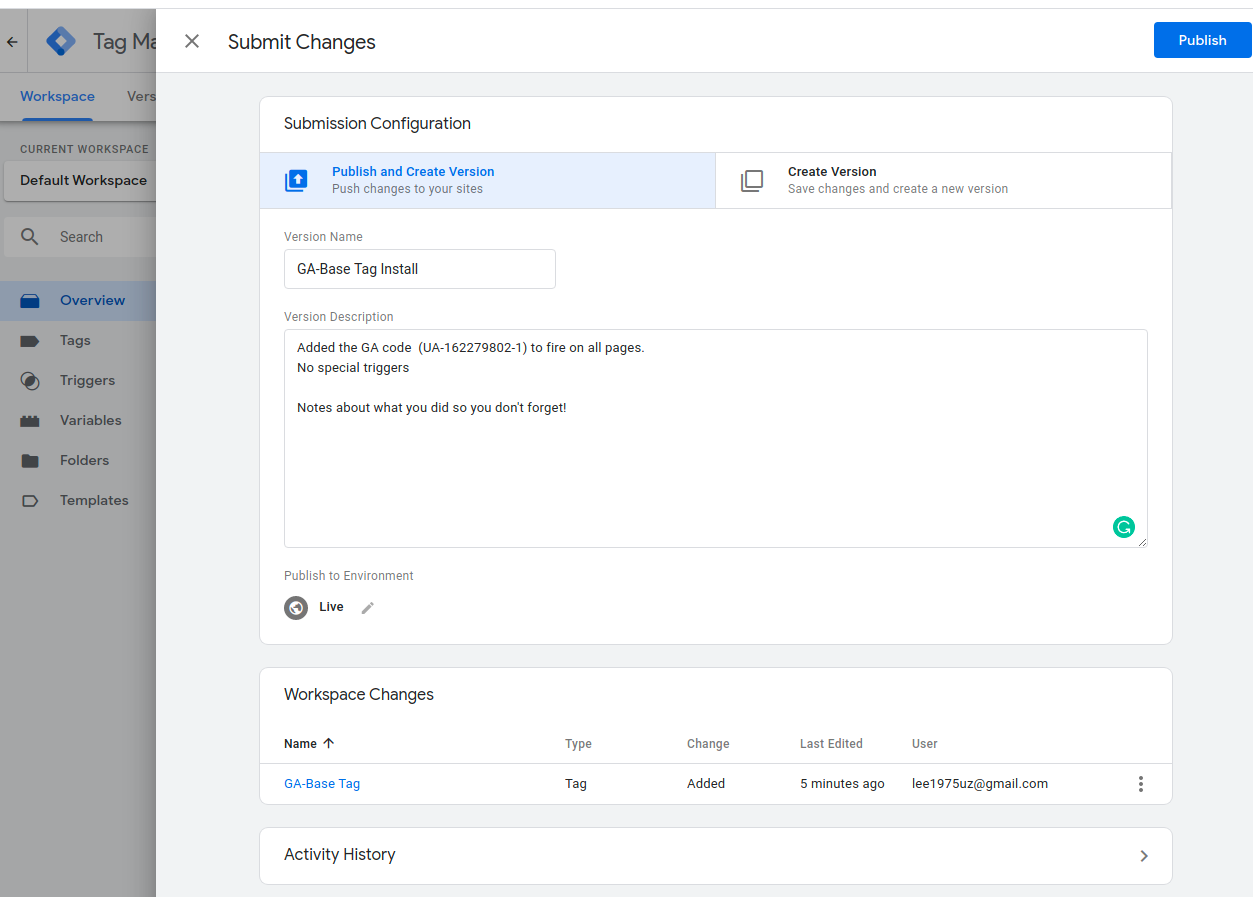 Tag Ma
Submit Changes
Publish
Workspace
Vers
CURRENT WORKSPACE
Default Workspace
Search
Overview
Tags
Triggers
Variables
Folders
Templates
Submission Configuration
Publish and Create Version
Push changes to your sites
Create Version
Save changes and create a new version
Version Name
GA-Base Tag Install
Version Description
Added the GA code  (UA-162279802-1) to fire on all pages.
No special triggers
Notes about what you did so you don't forget!
Publish to Environment
Live
Workspace Changes
Name Type Change Last Edited User
GA-Base Tag Tag Added 5 minutes ago lee1975uz@gmail.com
Activity History